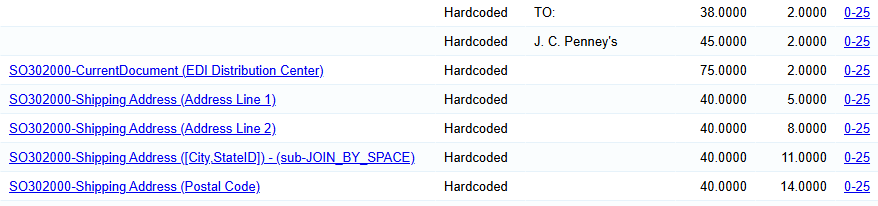 Hardcoded TO: 38.0000 2.0000 0-25
Hardcoded J. C. Penney's 45.0000 2.0000 0-25
SO302000-CurrentDocument (EDI Distribution Center) Hardcoded 75.0000 2.0000 0-25
SO302000-Shipping Address (Address Line 1) Hardcoded 40.0000 5.0000 0-25
SO302000-Shipping Address (Address Line 2) Hardcoded 40.0000 8.0000 0-25
SO302000-Shipping Address ([City,StateID]) - (sub-JOIN_BY_SPACE) Hardcoded 40.0000 11.0000 0-25
SO302000-Shipping Address (Postal Code) Hardcoded 40.0000 14.0000 0-25